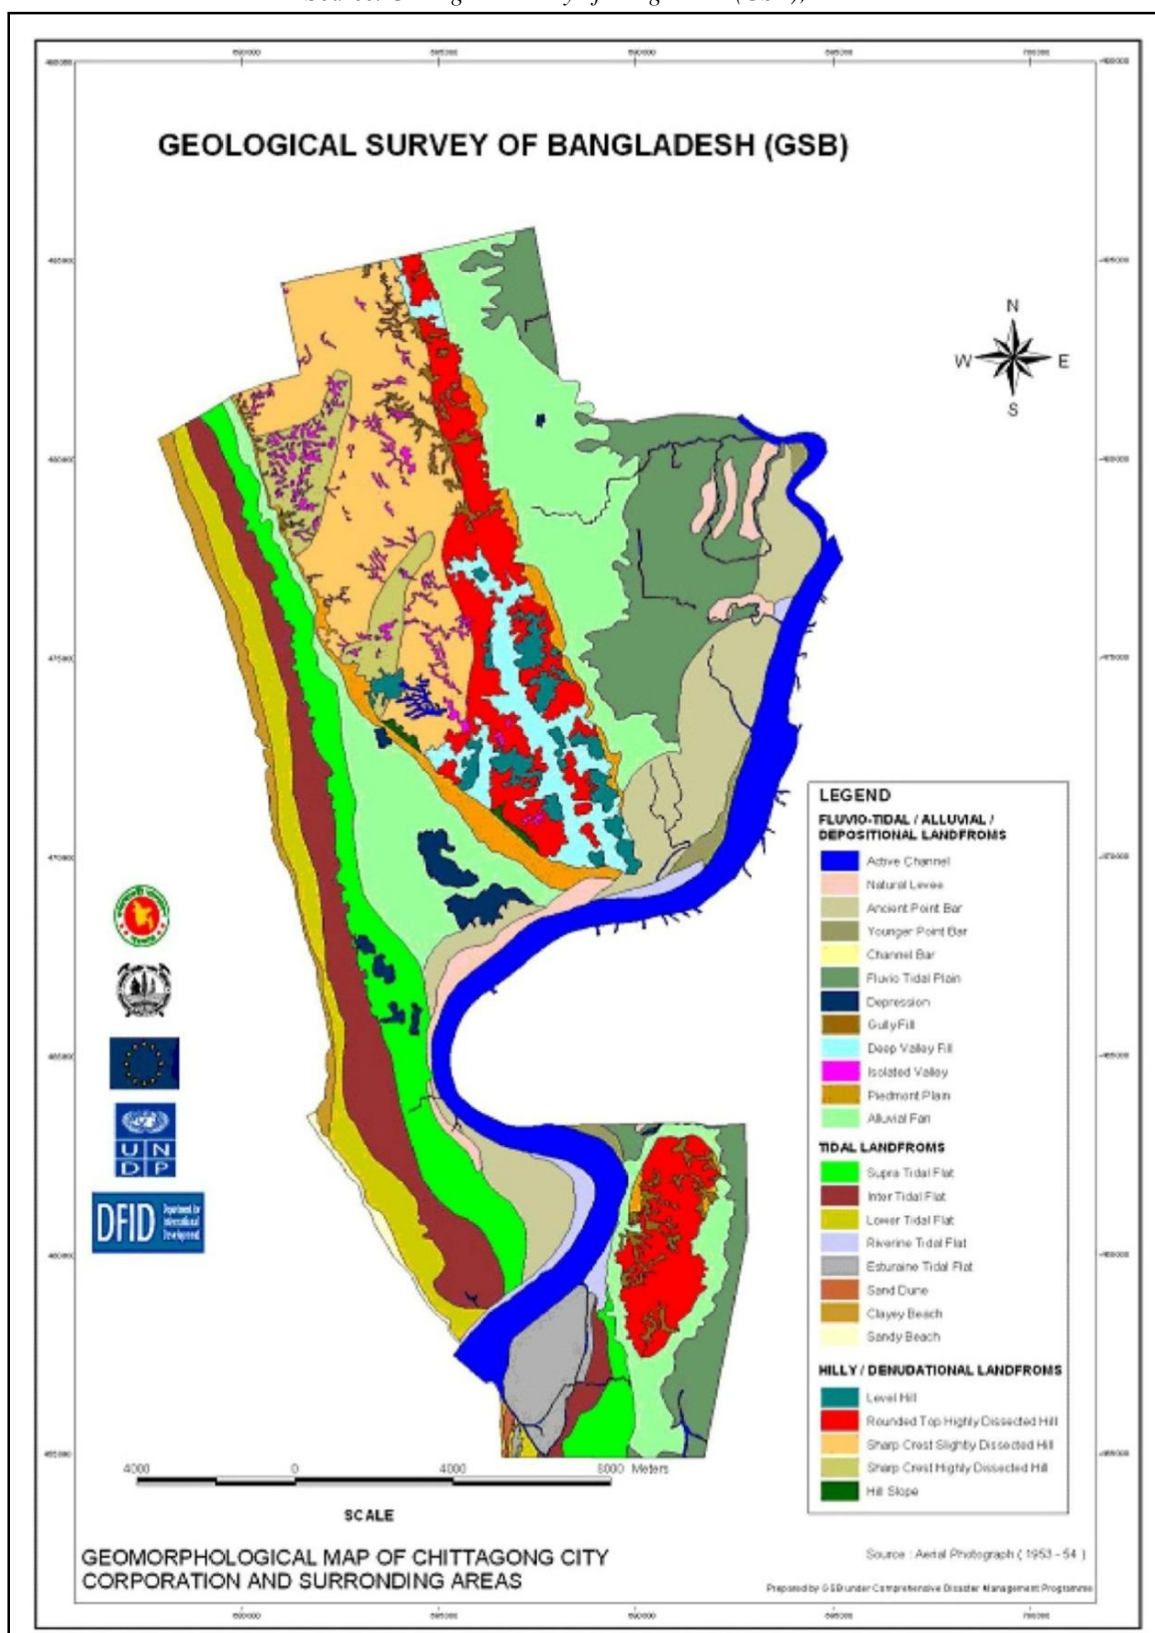 GEOLOGICAL SURVEY OF BANGLADESH (GSB)
N
W E
S
LEGEND
FLUVIO-TIDAL / ALLUVIAL /
DEPOSITIONAL LANDFROMS
Active Channel
Natural Levee
Ancient Point Bar
Younger Point Bar
Channel Bar
Fluvio Tidal Plain
Depression
Gully Fill
Deep Valley Fill
Isolated Valley
Piedmont Plain
Alluvial Fan
TIDAL LANDFROMS
Supra Tidal Flat
Inter Tidal Flat
Lower Tidal Flat
Riverine Tidal Flat
Esturaine Tidal Flat
Sand Dune
Clayey Beach
Sandy Beach
HILLY / DENUDATIONAL LANDFROMS
Level Hill
Rounded Top Highly Dissected Hill
Sharp Crest Slightly Dissected Hill
Sharp Crest Highly Dissected Hill
Hill Slope
U N
D P
DFID Department for
International
Development
4000 0 4000 8000 Meters
SCALE
GEOMORPHOLOGICAL MAP OF CHITTAGONG CITY
CORPORATION AND SURRONDING AREAS
Source : Aerial Photograph ( 1953 - 54 )
Prepared by GSB under Comprehensive Disaster Management Programme